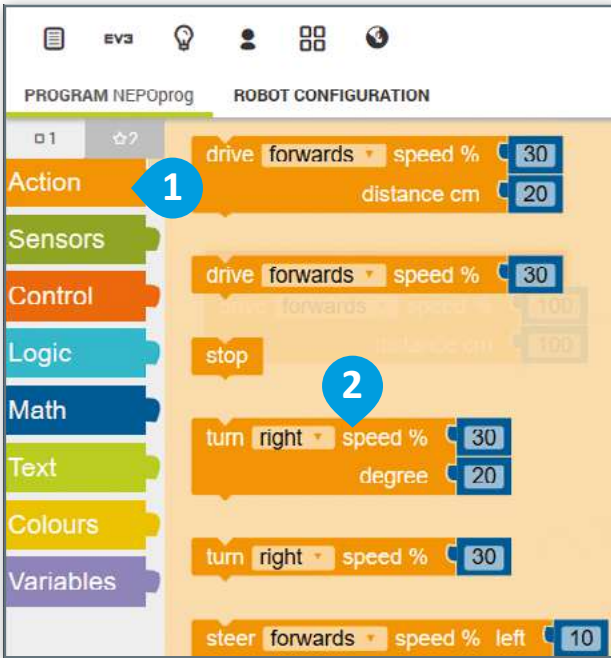 EV3
PROGRAM NEPOprog ROBOT CONFIGURATION
1 2
Action
Sensors
Control
Logic
Math
Text
Colours
Variables
1
drive forwards speed % 30
distance cm 20
drive forwards speed % 30
drive forwards speed % 100
distance cm 100
stop
2
turn right speed % 30
degree 20
turn right speed % 30
steer forwards speed % left 10